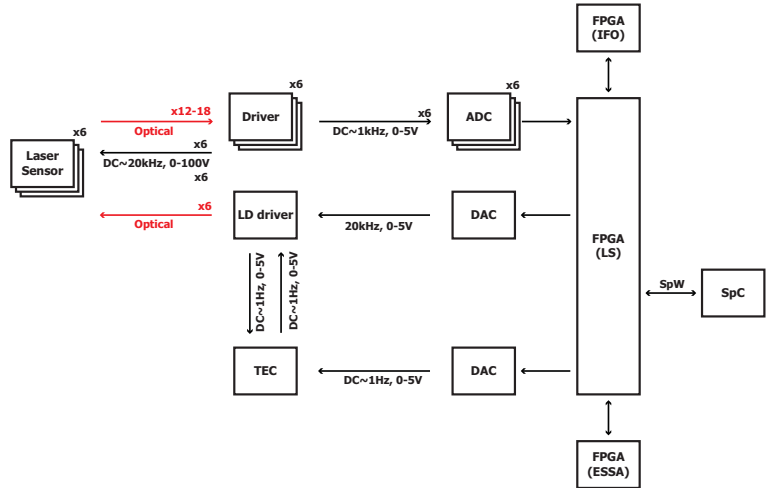 FPGA
(IFO)
x6
x6
x12-18
x6
Driver
ADC
Optical
DC~1kHz, 0-5V
x6
x6
Laser
Sensor
DC~20kHz, 0-100V
x6
x6
LD driver
DAC
Optical
20kHz, 0-5V
FPGA
(LS)
DC~1Hz, 0-5V
DC~1Hz, 0-5V
SpW
SpC
TEC
DAC
DC~1Hz, 0-5V
FPGA
(ESSA)